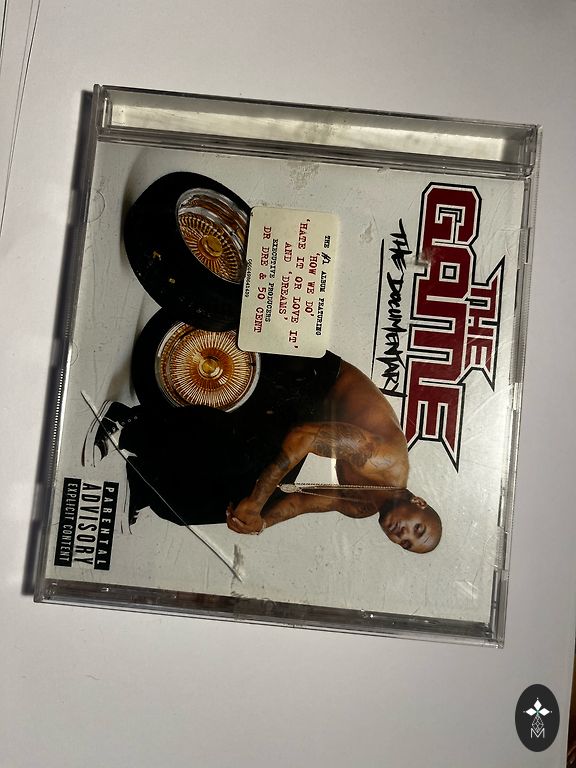 THE
GAME
THE DOCUMENTARY
THE #1 ALBUM FEATURING
'HOW WE DO'
'HATE IT OR LOVE IT'
AND 'DREAMS'
EXECUTIVE PRODUCERS
DR DRE & 50 CENT
PARENTAL
ADVISORY
EXPLICIT CONTENT
M